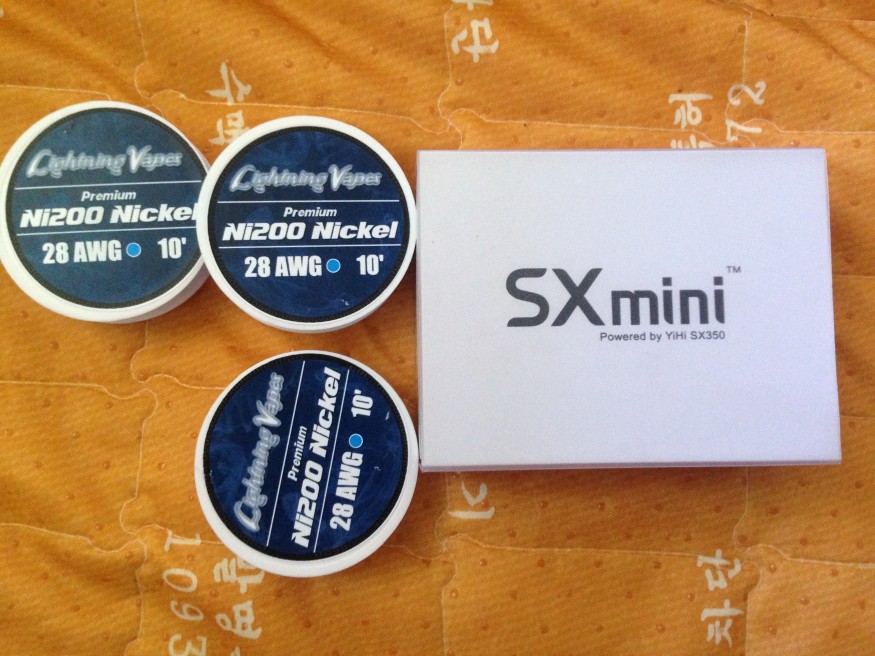 Lightning Vapes
Premium
Ni200 Nickel
28 AWG 10'
Lightning Vapes
Premium
Ni200 Nickel
28 AWG 10'
SXmini™
Powered by YiHi SX350
Lightning Vapes
Premium
Ni200 Nickel
28 AWG 10'
1093